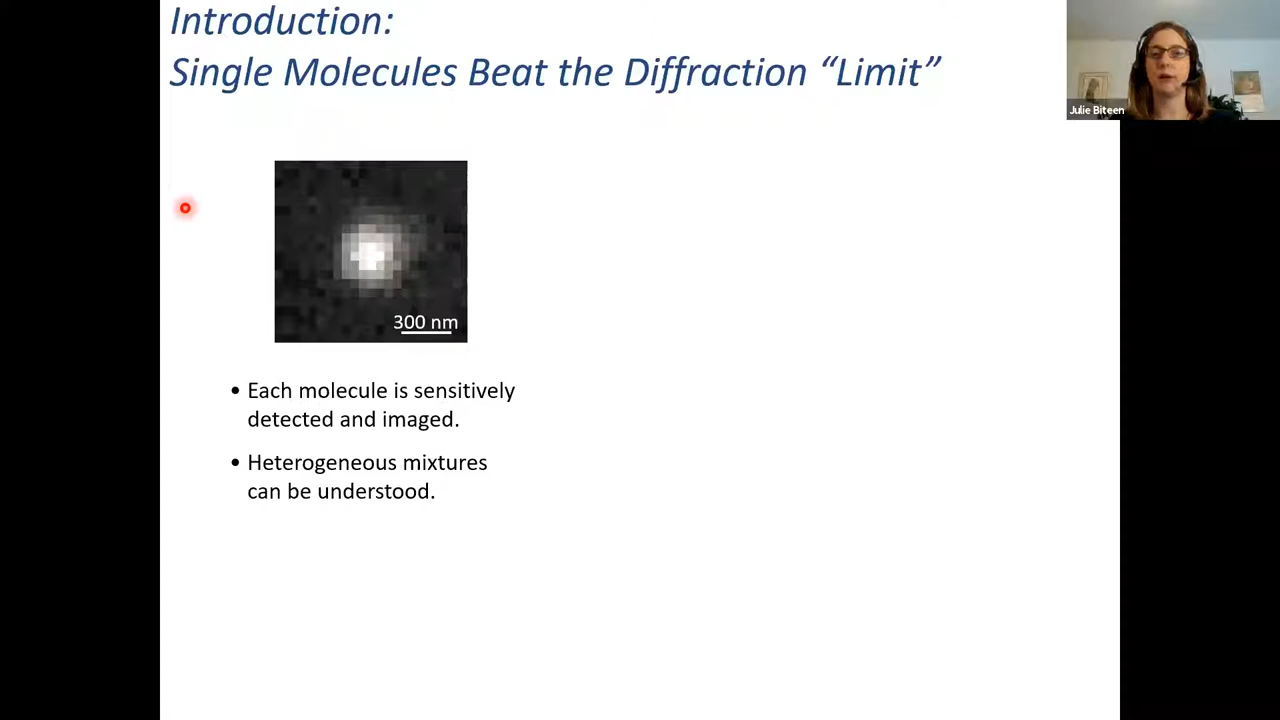 Introduction:
Single Molecules Beat the Diffraction “Limit”
Julie Biteen
300 nm
• Each molecule is sensitively
detected and imaged.
• Heterogeneous mixtures
can be understood.